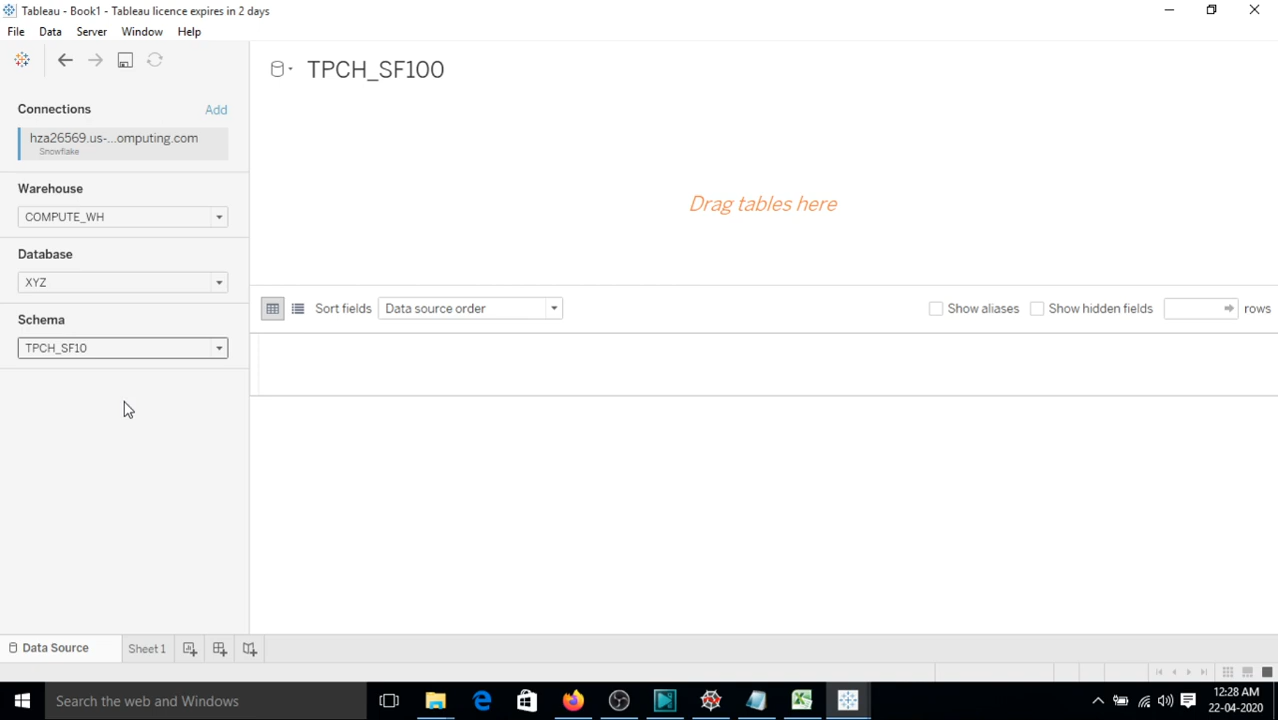 Tableau - Book1 - Tableau licence expires in 2 days
File Data Server Window Help
Connections Add
hza26569.us-...omputing.com
Snowflake
Warehouse
COMPUTE_WH
Database
XYZ
Schema
TPCH_SF10
TPCH_SF100
Drag tables here
Sort fields Data source order Show aliases Show hidden fields rows
Data Source Sheet 1
Search the web and Windows
12:28 AM
22-04-2020